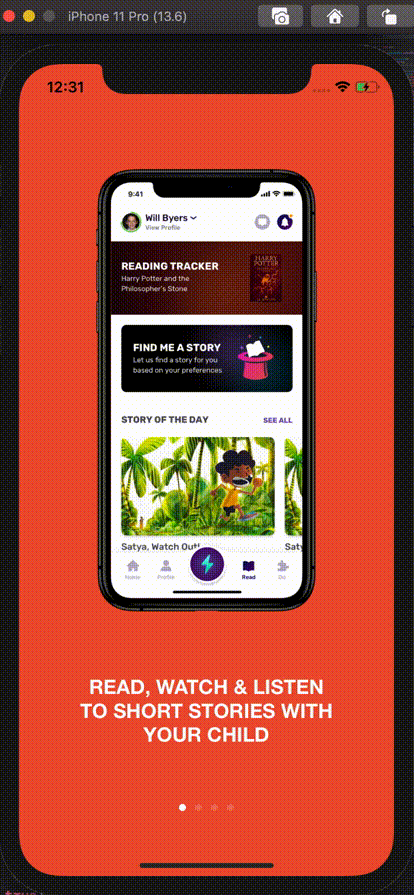 iPhone 11 Pro (13.6)
12:31
9:41
Will Byers
View Profile
READING TRACKER
Harry Potter and the
Philosopher's Stone
HARRY
POTTER
FIND ME A STORY
Let us find a story for you
based on your preferences
STORY OF THE DAY
SEE ALL
Satya, Watch Out!
Saty
Home
Profile
Read
Do
READ, WATCH & LISTEN
TO SHORT STORIES WITH
YOUR CHILD